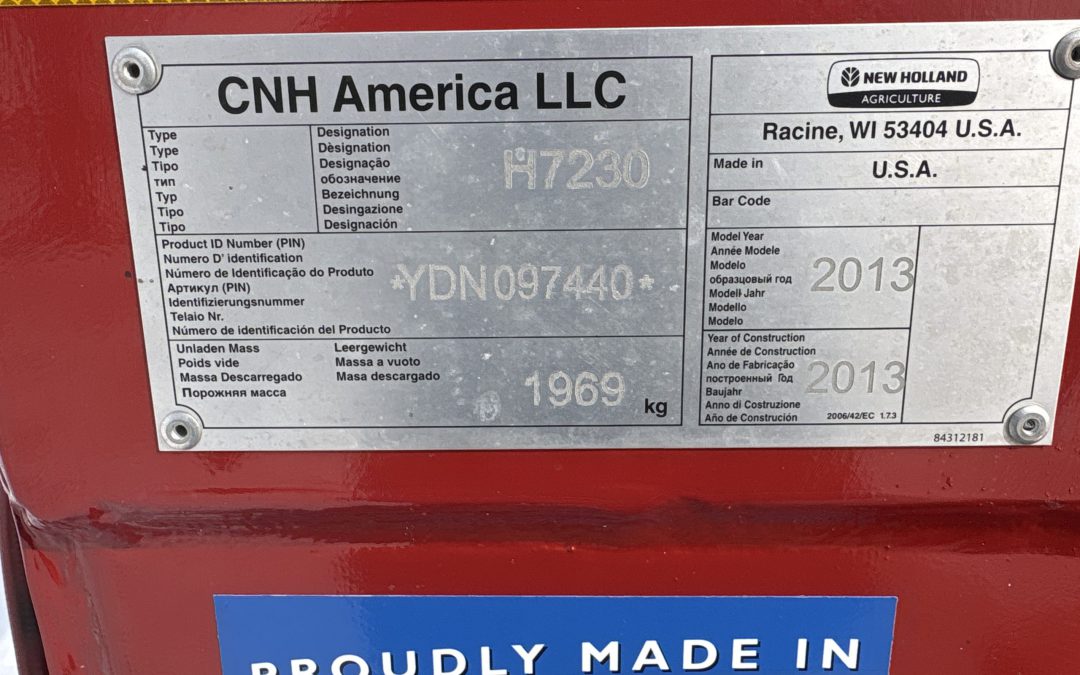 CNH America LLC
Type
Type
Tipo
тип
Typ
Tipo
Tipo
Designation
Dèsignation
Designação
обозначение
Bezeichnung
Desingazione
Designación
H7230
Product ID Number (PIN)
Numero D' identification
Número de Identificação do Produto
Артикул (PIN)
Identifizierungsnummer
Telaio Nr.
Número de identificación del Producto
*YDN097440*
Unladen Mass
Poids vide
Massa Descarregado
Порожняя масса
Leergewicht
Massa a vuoto
Masa descargado
1969
kg
NEW HOLLAND
AGRICULTURE
Racine, WI 53404 U.S.A.
Made in
U.S.A.
Bar Code
Model Year
Année Modele
Modelo
образцовый год
Modell Jahr
Modello
Modelo
2013
Year of Construction
Année de Construction
Ano de Fabricação
построенный Год
Baujahr
Anno di Costruzione
Año de Construción
2013
2006/42/EC 1.7.3
84312181
PROUDLY MADE IN